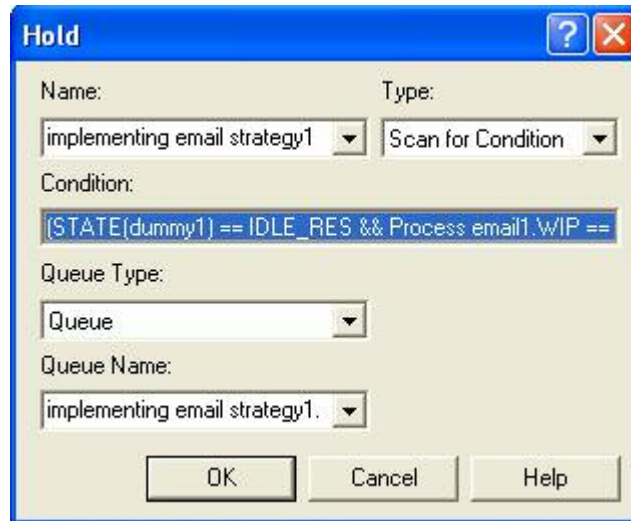 Hold
Name: Type:
implementing email strategy1 Scan for Condition
Condition:
(STATE(dummy1) == IDLE_RES && Process email1.WIP ==
Queue Type:
Queue
Queue Name:
implementing email strategy1.
OK Cancel Help